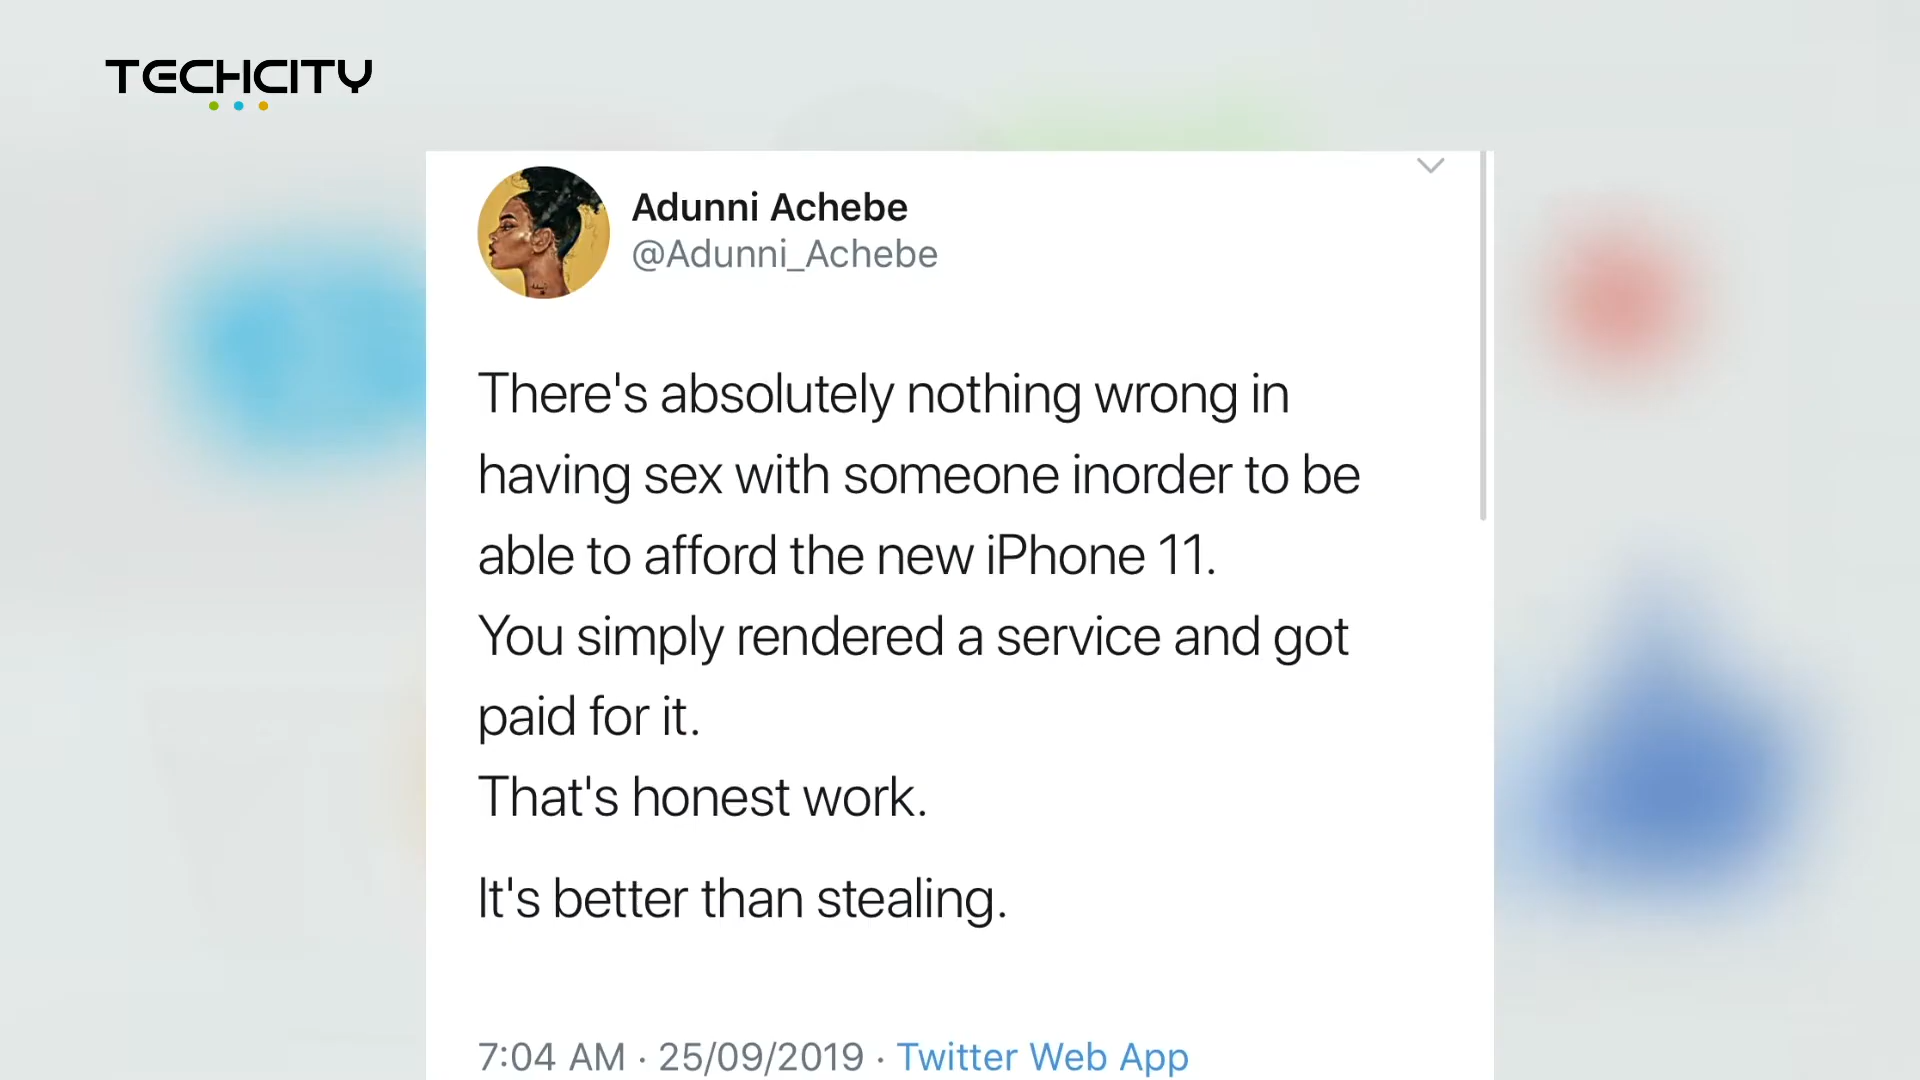 TECHCITY
Adunni Achebe
@Adunni_Achebe
There's absolutely nothing wrong in
having sex with someone inorder to be
able to afford the new iPhone 11.
You simply rendered a service and got
paid for it.
That's honest work.
It's better than stealing.
7:04 AM · 25/09/2019 · Twitter Web App